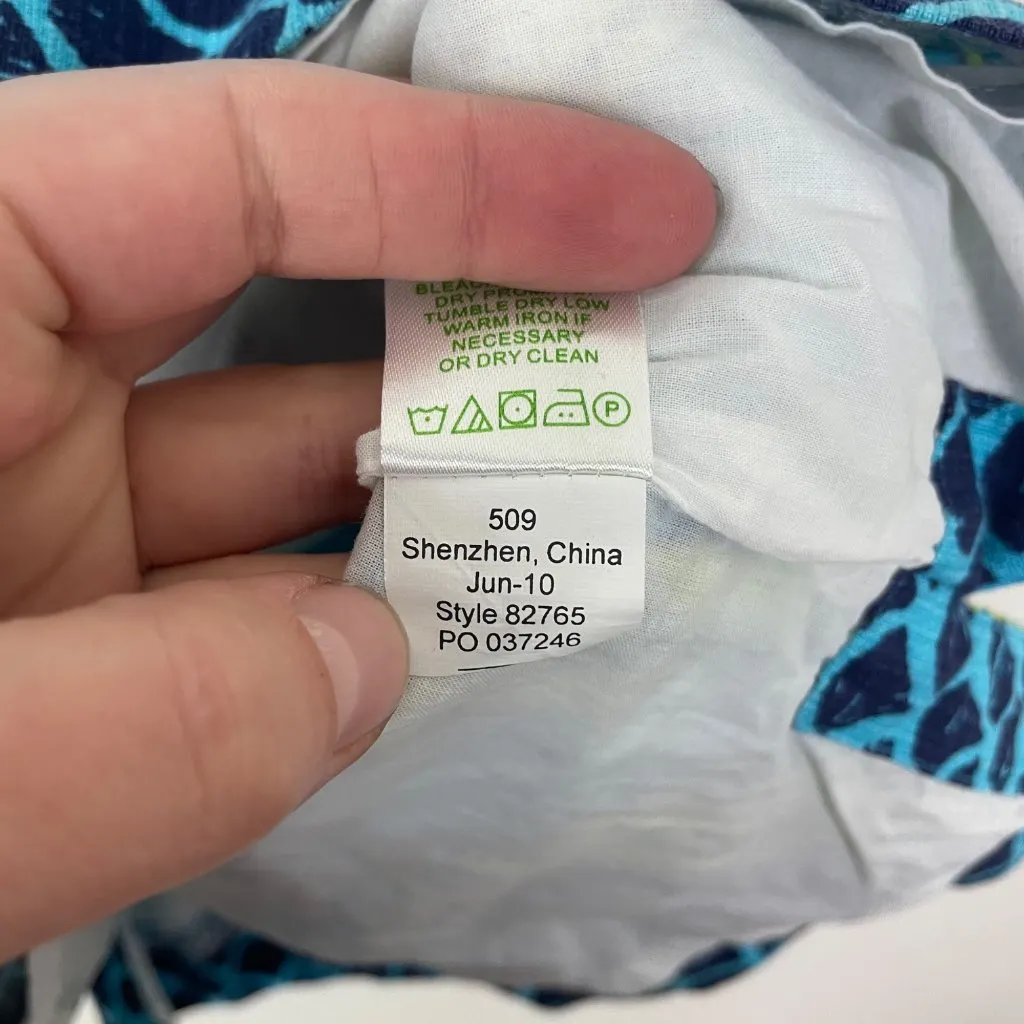 DRY
TUMBLE DRY LOW
WARM IRON IF
NECESSARY
OR DRY CLEAN
P
509
Shenzhen, China
Jun-10
Style 82765
PO 037246